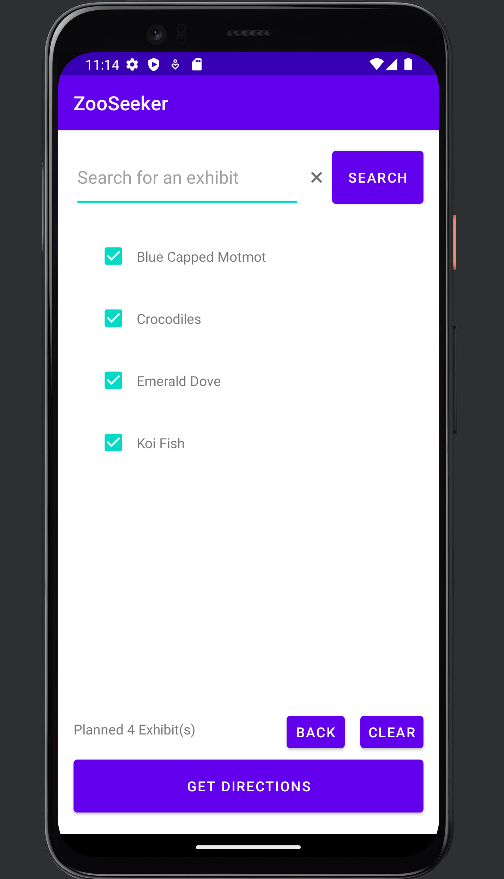 11:14
ZooSeeker
Search for an exhibit
SEARCH
Blue Capped Motmot
Crocodiles
Emerald Dove
Koi Fish
Planned 4 Exhibit(s)
BACK
CLEAR
GET DIRECTIONS